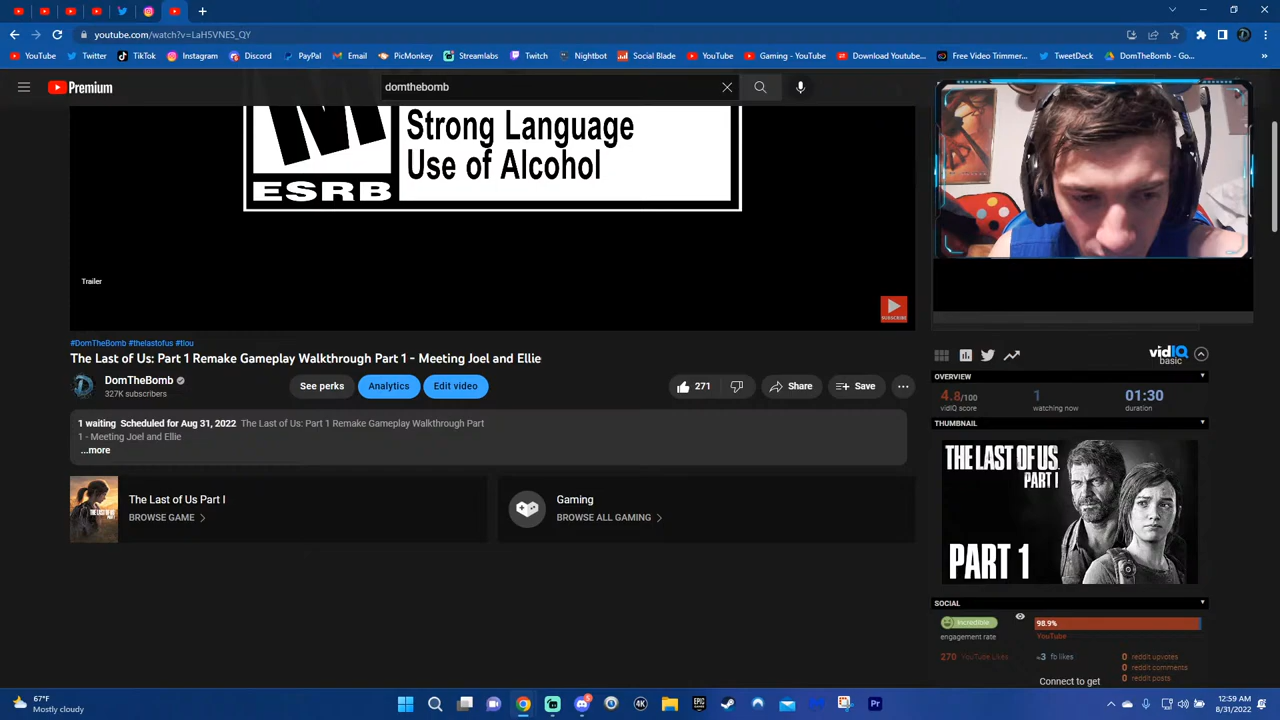 youtube.com/watch?v=LaH5VNES_QY
YouTube Twitter TikTok Instagram Discord PayPal Email PicMonkey Streamlabs Twitch Nightbot Social Blade YouTube Gaming - YouTube Download Youtube... Free Video Trimmer... TweetDeck DomTheBomb - Go...
Premium
domthebomb
Strong Language
Use of Alcohol
ESRB
Trailer
SUBSCRIBE
#DomTheBomb #thelastofus #tlou
The Last of Us: Part 1 Remake Gameplay Walkthrough Part 1 - Meeting Joel and Ellie
DomTheBomb
327K subscribers
See perks
Analytics
Edit video
271
Share
Save
1 waiting Scheduled for Aug 31, 2022 The Last of Us: Part 1 Remake Gameplay Walkthrough Part
1 - Meeting Joel and Ellie
...more
The Last of Us Part I
BROWSE GAME
Gaming
BROWSE ALL GAMING
vidIQ
basic
OVERVIEW
4.8/100
vidIQ score
1
watching now
01:30
duration
THUMBNAIL
THE LAST OF US
PART I
PART 1
SOCIAL
Incredible
engagement rate
98.9%
YouTube
270 YouTube Likes
3 fb likes
0 reddit upvotes
0 reddit comments
0 reddit posts
Connect to get
67°F
Mostly cloudy
4K
EPIC
Pr
12:59 AM
8/31/2022